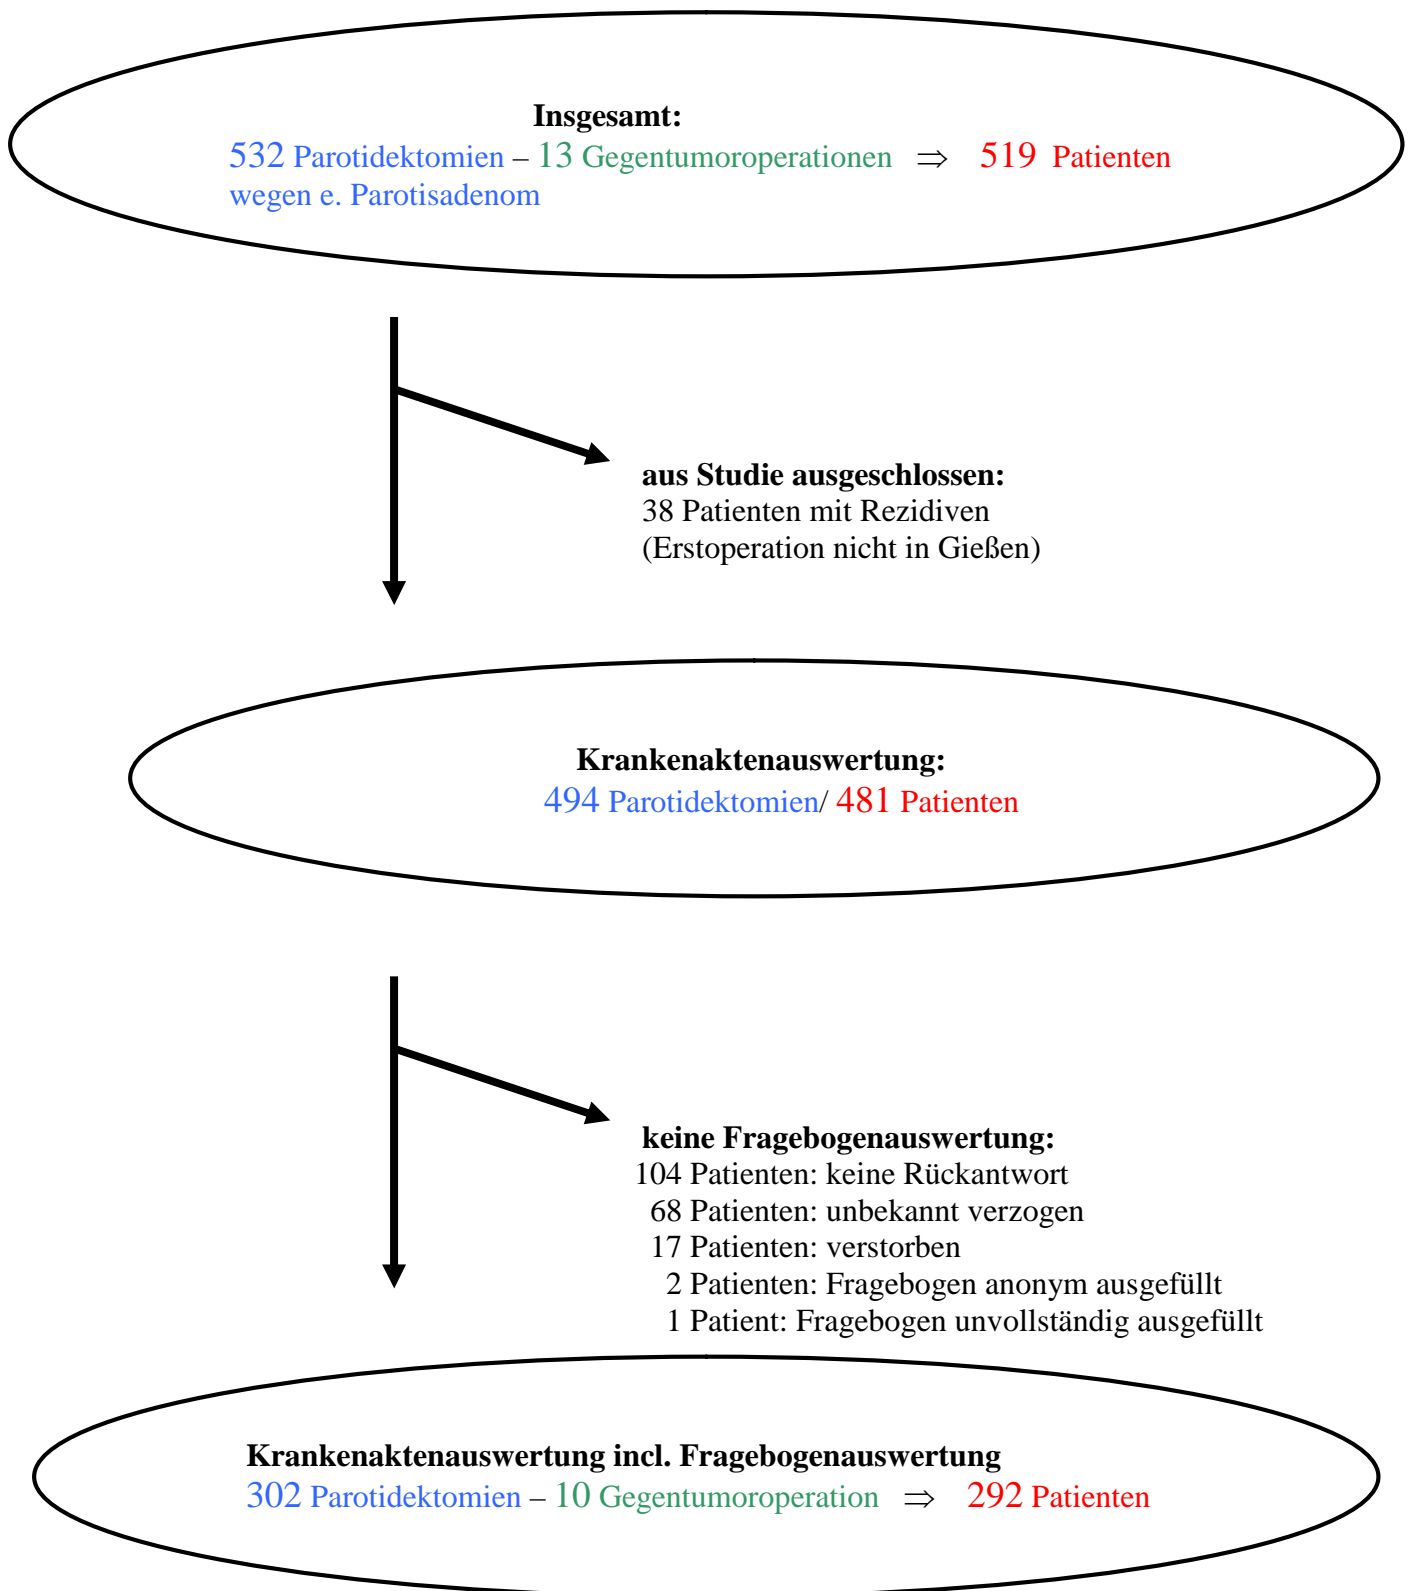 Insgesamt:
532 Parotidektomien – 13 Gegentumoroperationen ⇒ 519 Patienten
wegen e. Parotisadenom
aus Studie ausgeschlossen:
38 Patienten mit Rezidiven
(Erstoperation nicht in Gießen)
Krankenaktenauswertung:
494 Parotidektomien/ 481 Patienten
keine Fragebogenauswertung:
104 Patienten: keine Rückantwort
68 Patienten: unbekannt verzogen
17 Patienten: verstorben
2 Patienten: Fragebogen anonym ausgefüllt
1 Patient: Fragebogen unvollständig ausgefüllt
Krankenaktenauswertung incl. Fragebogenauswertung
302 Parotidektomien – 10 Gegentumoroperation ⇒ 292 Patienten